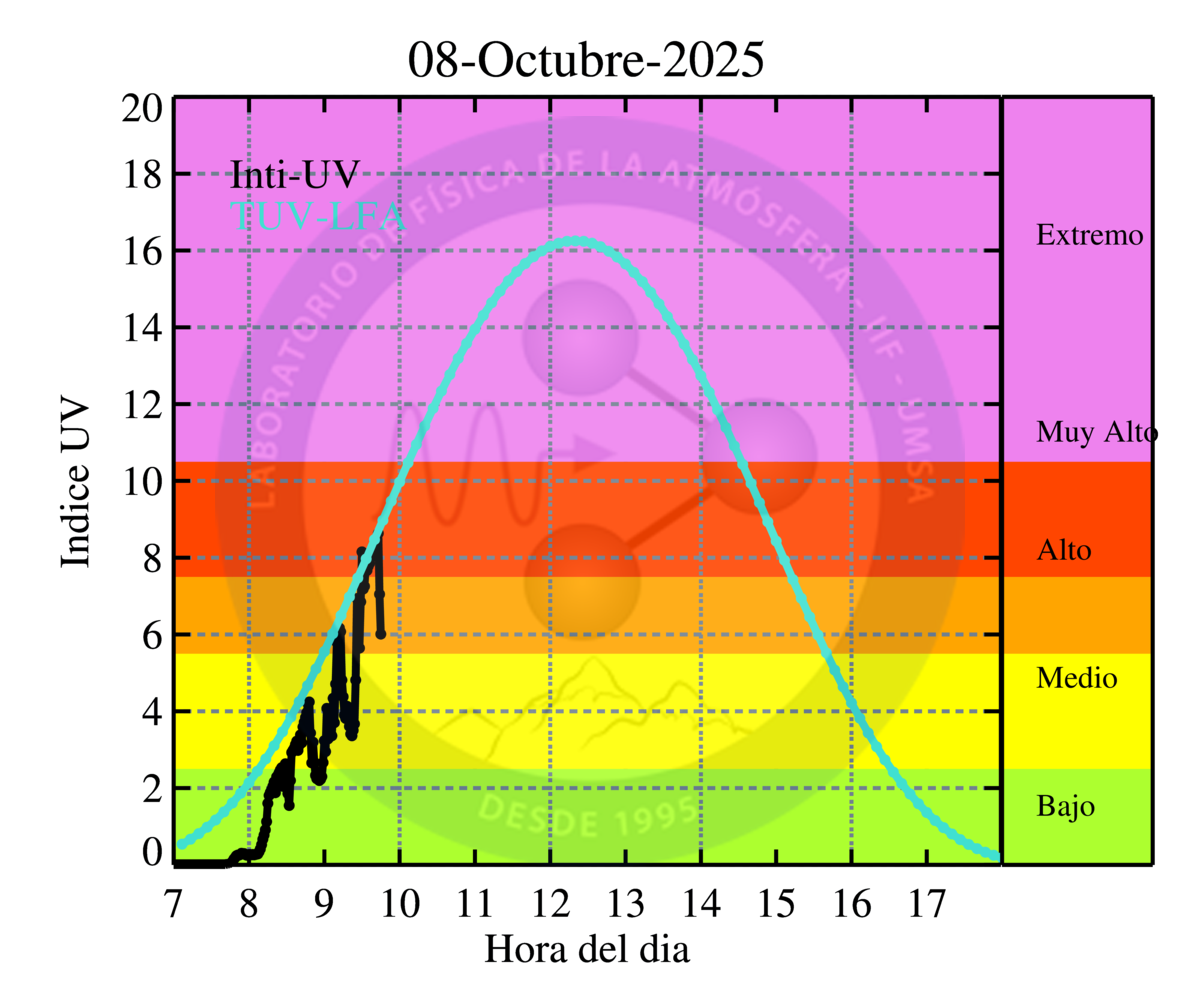 08-Octubre-2025
20
18
16
14
12
10
8
6
4
2
0
Indice UV
Inti-UV
TUV-LFA
LABORATORIO DE FÍSICA DE LA ATMÓSFERA - IIF - UMSA
DESDE 1995
Extremo
Muy Alto
Alto
Medio
Bajo
7 8 9 10 11 12 13 14 15 16 17
Hora del dia